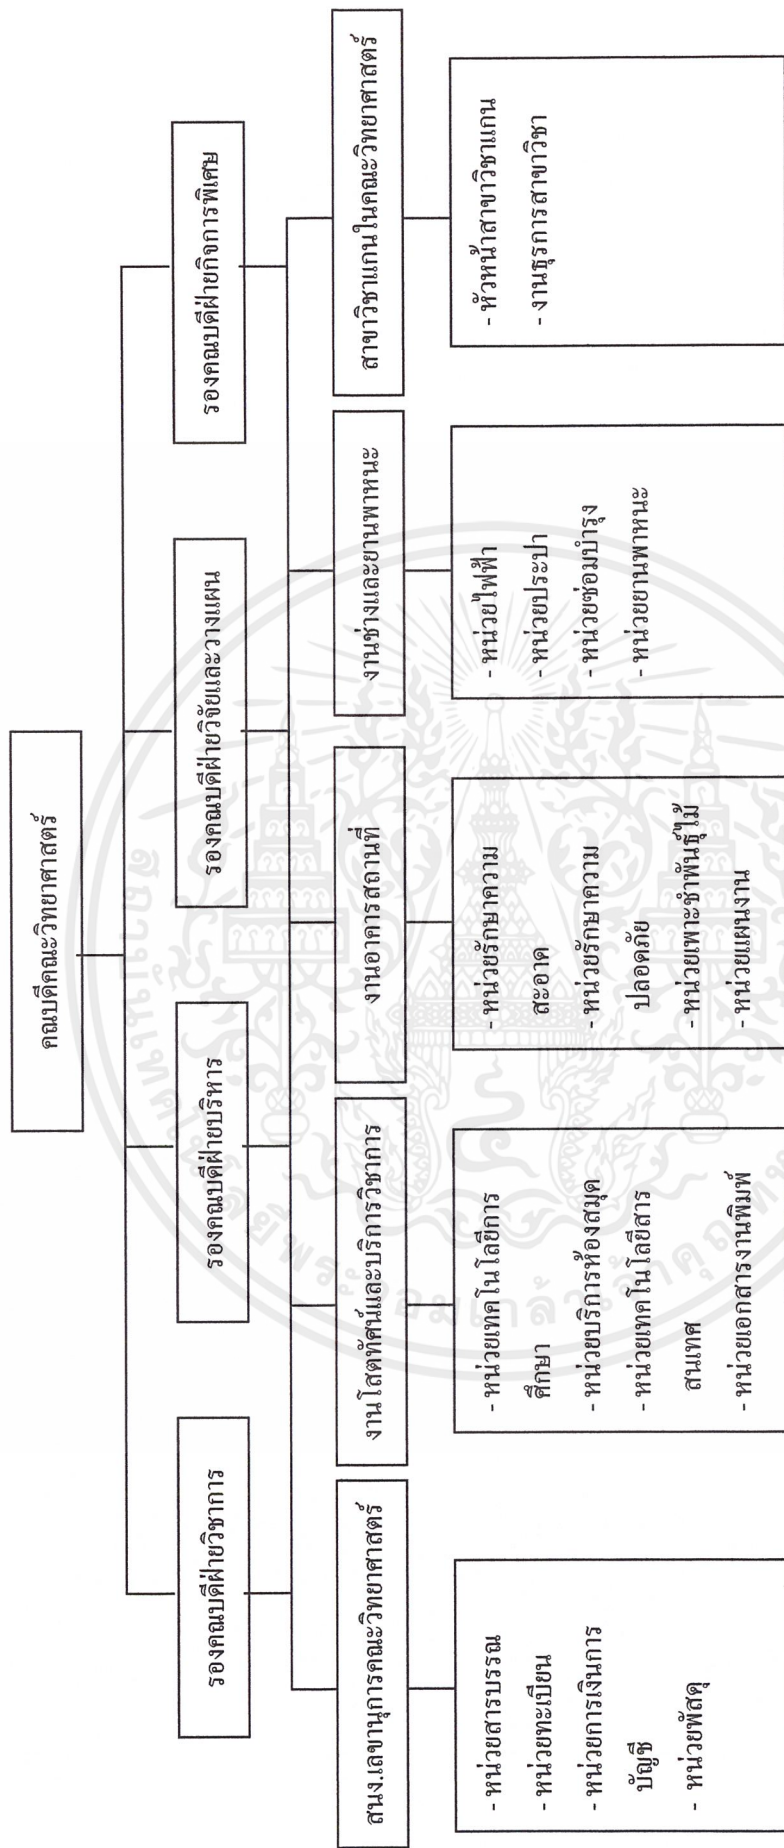 คณบดีคณะวิทยาศาสตร์
รองคณบดีฝ่ายวิชาการ
รองคณบดีฝ่ายบริหาร
รองคณบดีฝ่ายวิจัยและวางแผน
รองคณบดีฝ่ายกิจการพิเศษ
สนง.เลขานุการคณะวิทยาศาสตร์
งานโสตทัศน์และบริการวิชาการ
งานอาคารสถานที่
งานช่างและยานพาหนะ
สาขาวิชาแกนในคณะวิทยาศาสตร์
- หน่วยสารบรรณ
- หน่วยทะเบียน
- หน่วยการเงินการ
บัญชี
- หน่วยพัสดุ
- หน่วยเทคโนโลยีการ
ศึกษา
- หน่วยบริการห้องสมุด
- หน่วยเทคโนโลยีสาร
สนเทศ
- หน่วยเอกสารงานพิมพ์
- หน่วยรักษาความ
สะอาด
- หน่วยรักษาความ
ปลอดภัย
- หน่วยเพาะชำพันธุ์ไม้
- หน่วยแผนงาน
- หน่วยไฟฟ้า
- หน่วยประปา
- หน่วยซ่อมบำรุง
- หน่วยยานพาหนะ
- หัวหน้าสาขาวิชาแกน
- งานธุรการสาขาวิชา